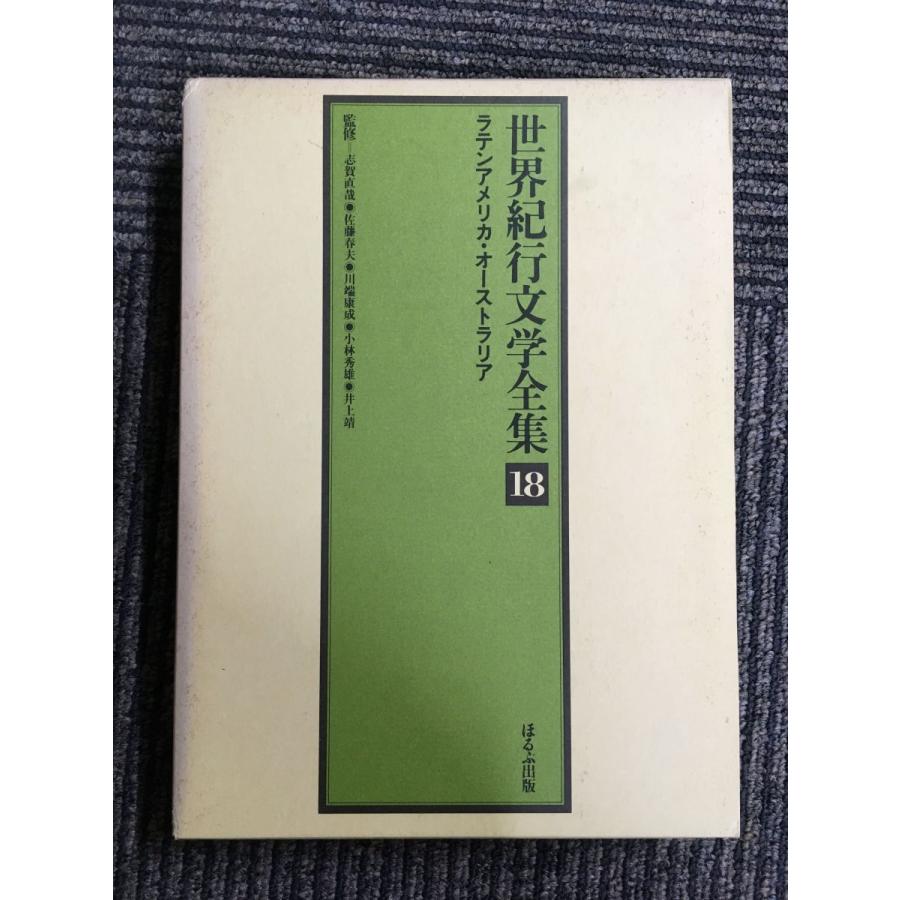 世界紀行文学全集 18
ラテンアメリカ・オーストラリア
監修=志賀直哉◉佐藤春夫◉川端康成◉小林秀雄◉井上靖
ほるぷ出版